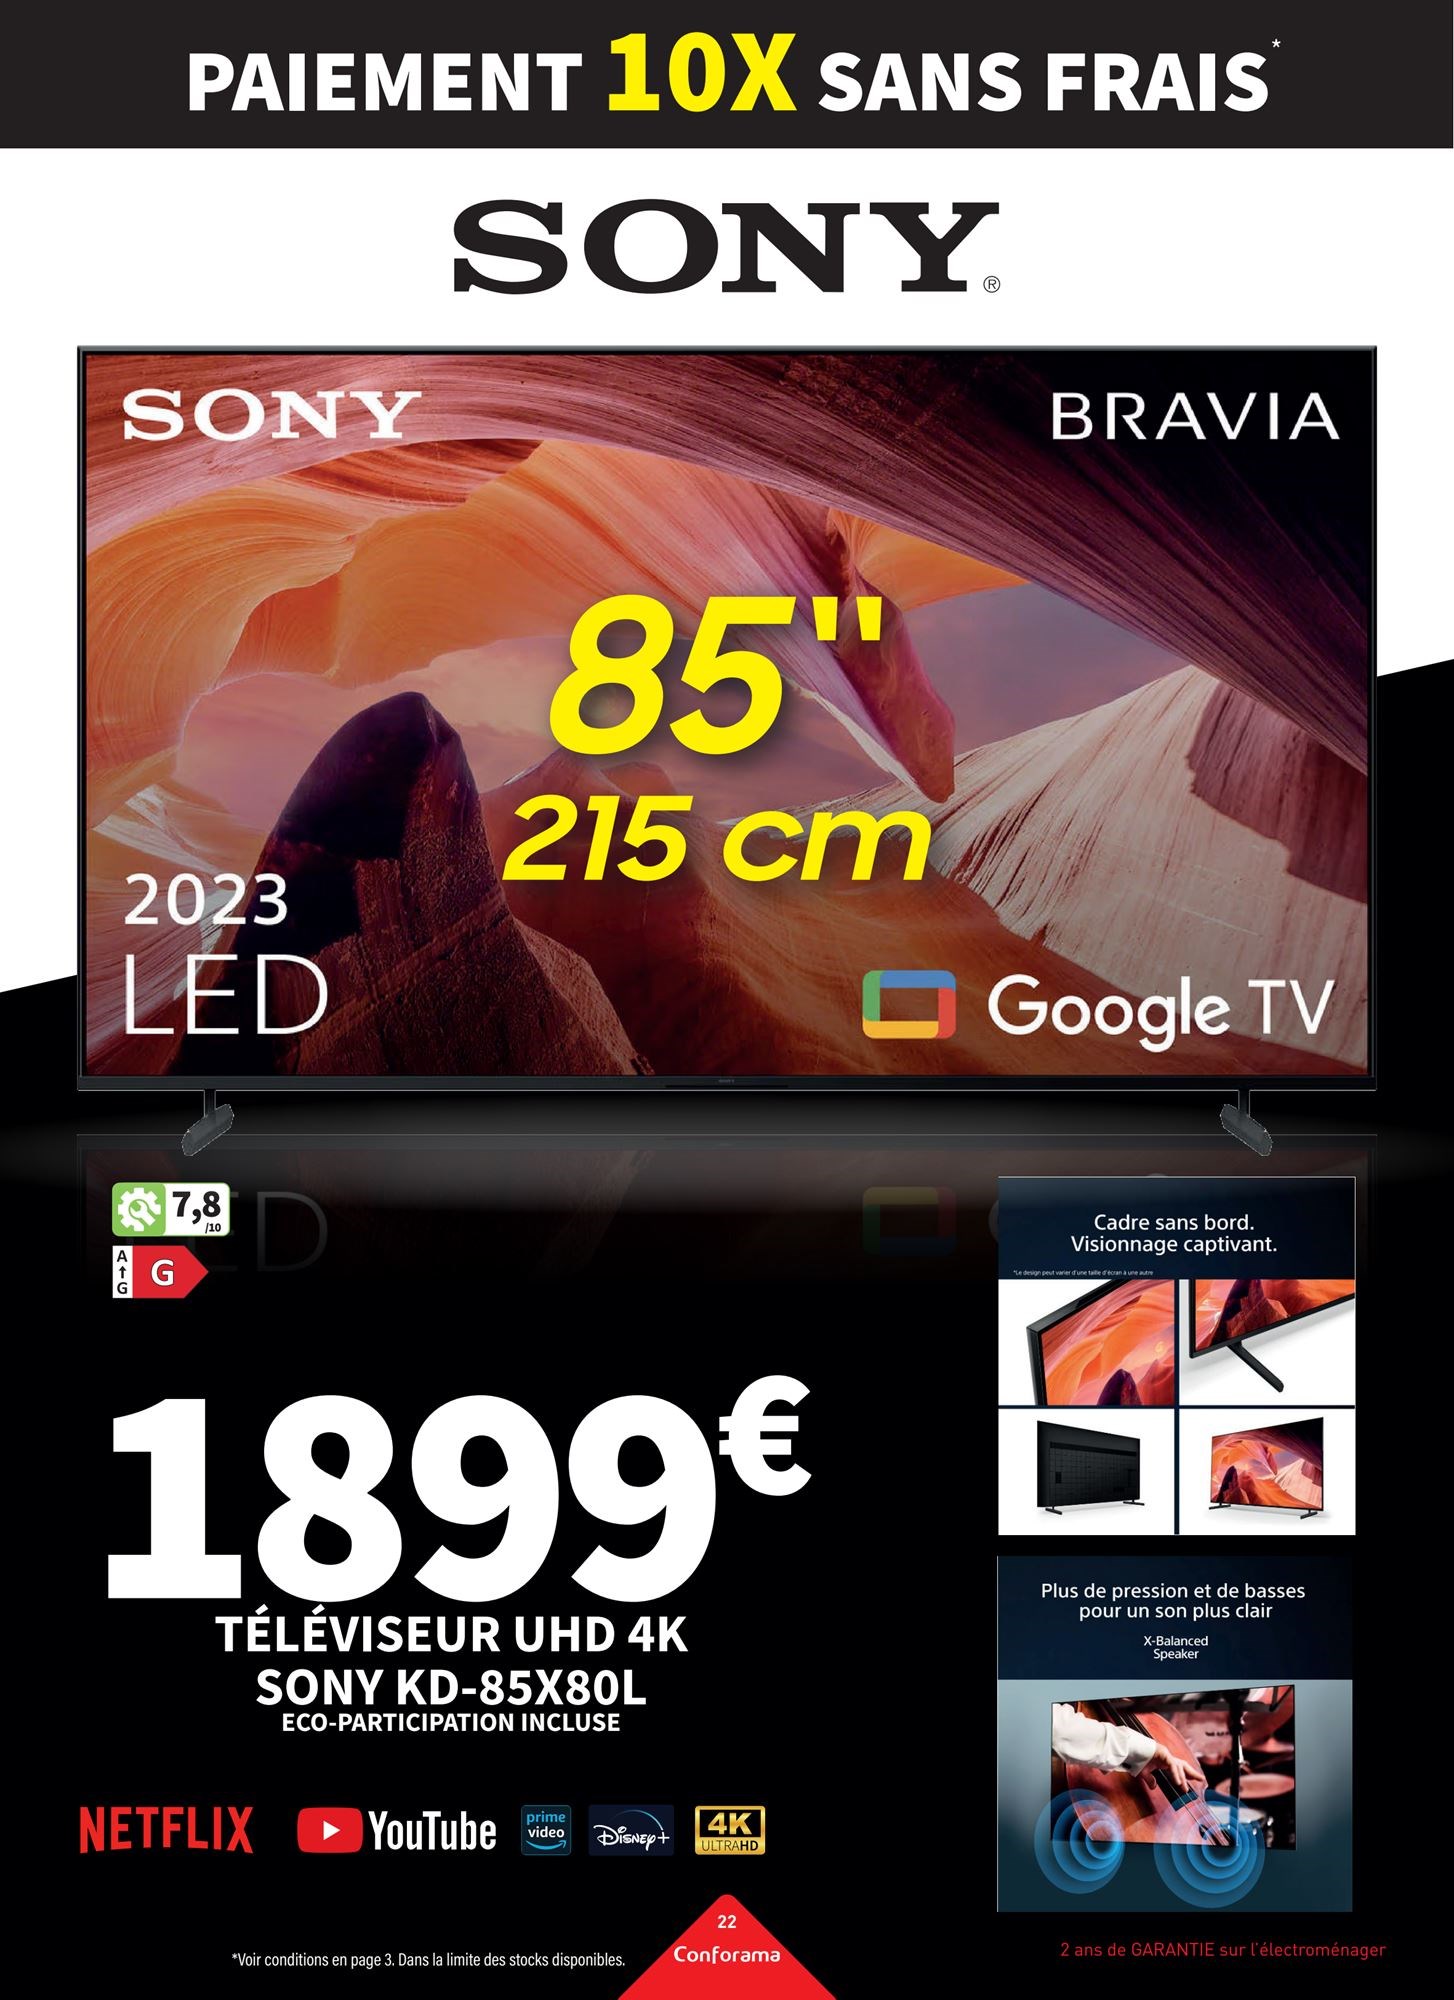 PAIEMENT 10X SANS FRAIS*
SONY®
SONY
BRAVIA
85"
215 cm
2023
LED
Google TV
7,8
/10
A
G
G
Cadre sans bord.
Visionnage captivant.
*Le design peut varier d'une taille d'écran à une autre
1899€
TÉLÉVISEUR UHD 4K
SONY KD-85X80L
ECO-PARTICIPATION INCLUSE
Plus de pression et de basses
pour un son plus clair
X-Balanced
Speaker
NETFLIX
YouTube
prime
video
Disney+
4K
ULTRAHD
22
Conforama
*Voir conditions en page 3. Dans la limite des stocks disponibles.
2 ans de GARANTIE sur l'électroménager